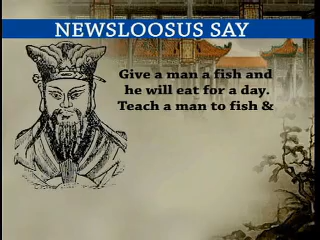 NEWSLOOSUS SAY
Give a man a fish and
he will eat for a day.
Teach a man to fish &